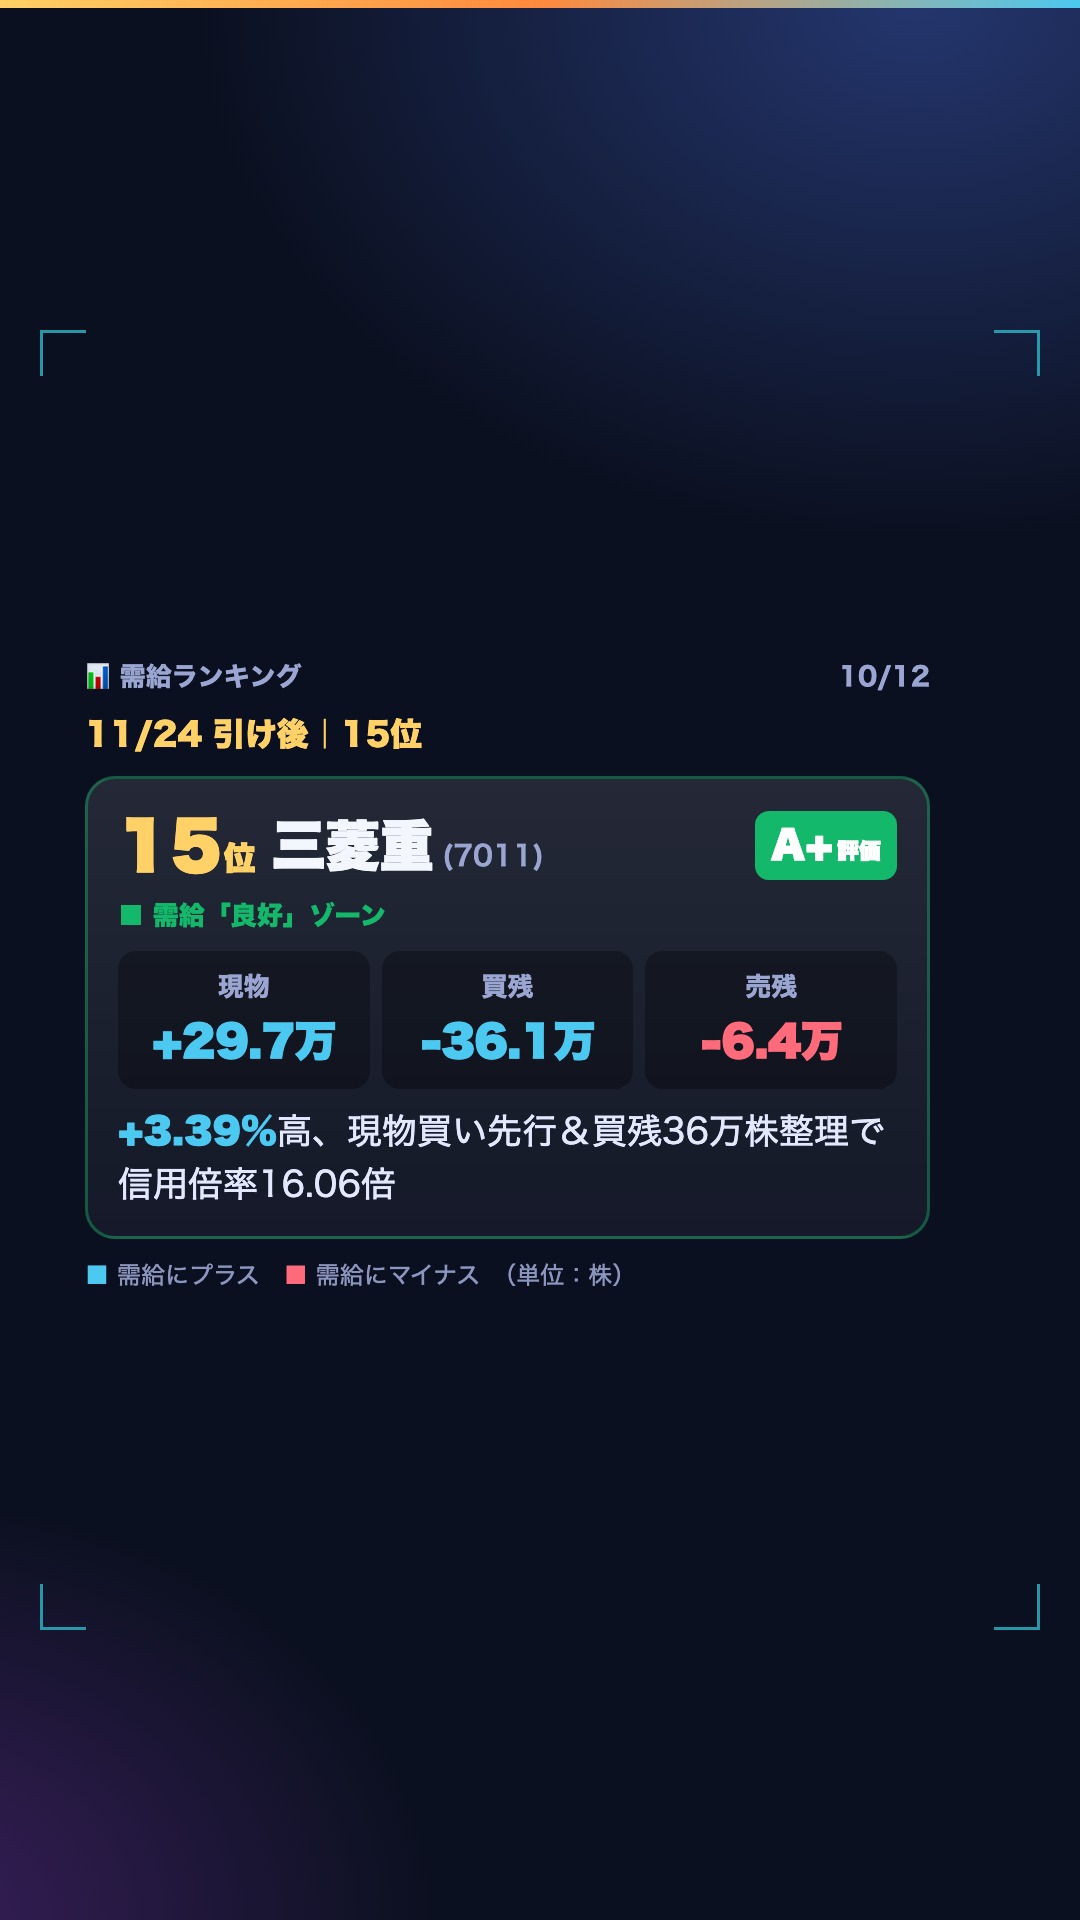 📊 需給ランキング 10/12
11/24 引け後｜15位
15位 三菱重 (7011) A+ 評価
■ 需給「良好」ゾーン
現物 買残 売残
+29.7万 -36.1万 -6.4万
+3.39%高、現物買い先行＆買残36万株整理で
信用倍率16.06倍
■ 需給にプラス ■ 需給にマイナス （単位：株）